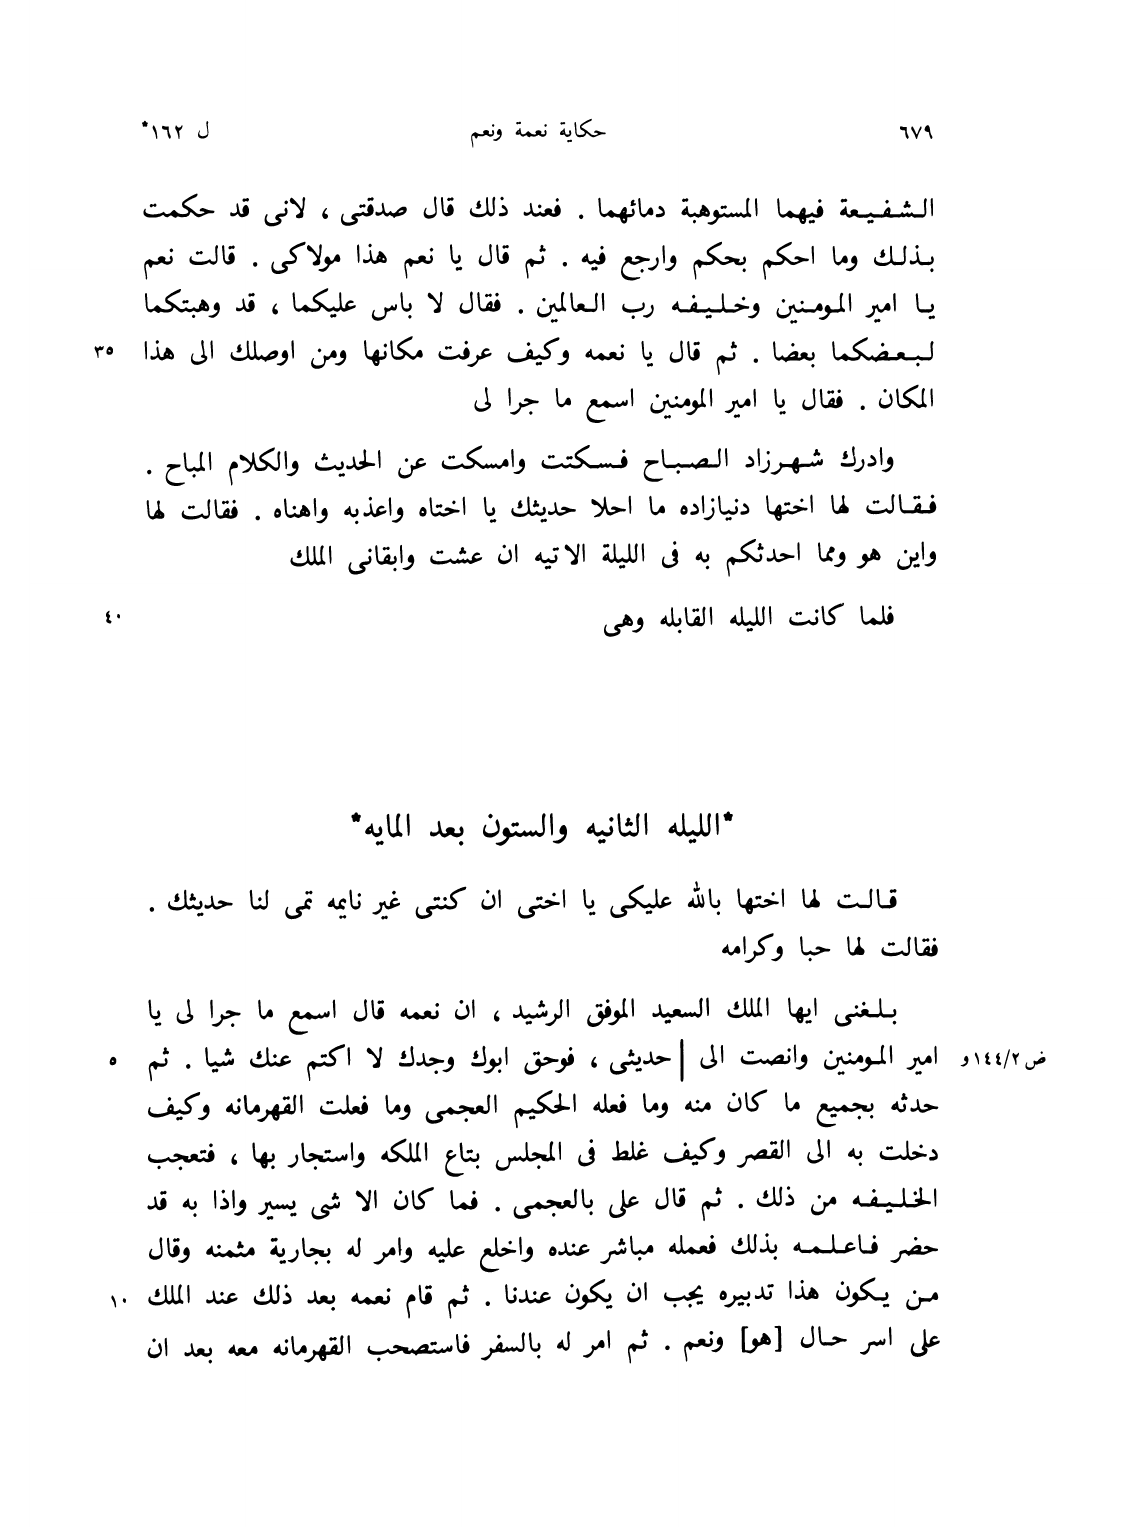 ٦٧٩ حكاية نعمة ونعم ل ١٦٢*
الشفيعة فيهما المستوهبة دمائهما . فعند ذلك قال صدقتى ، لانى قد حكمت
بذلك وما احكم بحكم وارجع فيه . ثم قال يا نعم هذا مولاكى . قالت نعم
يا امير المومنين وخليفه رب العالمين . فقال لا باس عليكما ، قد وهبتكما
لبعضكما بعضا . ثم قال يا نعمه وكيف عرفت مكانها ومن اوصلك الى هذا ٣٥
المكان . فقال يا امير المومنين اسمع ما جرا لى
وادرك شهرزاد الصباح فسكتت وامسكت عن الحديث والكلام المباح .
فقالت لها اختها دنيازاده ما احلا حديثك يا اختاه واعذبه واهناه . فقالت لها
واين هو ومما احدثكم به فى الليلة الاتيه ان عشت وابقانى الملك
فلما كانت الليله القابله وهى ٤٠
*الليله الثانيه والستون بعد المايه*
قالت لها اختها بالله عليكى يا اختى ان كنتى غير نايمه تمى لنا حديثك .
فقالت لها حبا وكرامه
بلغنى ايها الملك السعيد الموفق الرشيد ، ان نعمه قال اسمع ما جرا لى يا
ض ١٤٤/٢و امير المومنين وانصت الى | حديثى ، فوحق ابوك وجدك لا اكتم عنك شيا . ثم ٥
حدثه بجميع ما كان منه وما فعله الحكيم العجمى وما فعلت القهرمانه وكيف
دخلت به الى القصر وكيف غلط فى المجلس بتاع الملكه واستجار بها ، فتعجب
الخليفه من ذلك . ثم قال على بالعجمى . فما كان الا شى يسير واذا به قد
حضر فاعلمه بذلك فعمله مباشر عنده واخلع عليه وامر له بجارية مثمنه وقال
من يكون هذا تدبيره يجب ان يكون عندنا . ثم قام نعمه بعد ذلك عند الملك ١٠
على اسر حال [هو] ونعم . ثم امر له بالسفر فاستصحب القهرمانه معه بعد ان